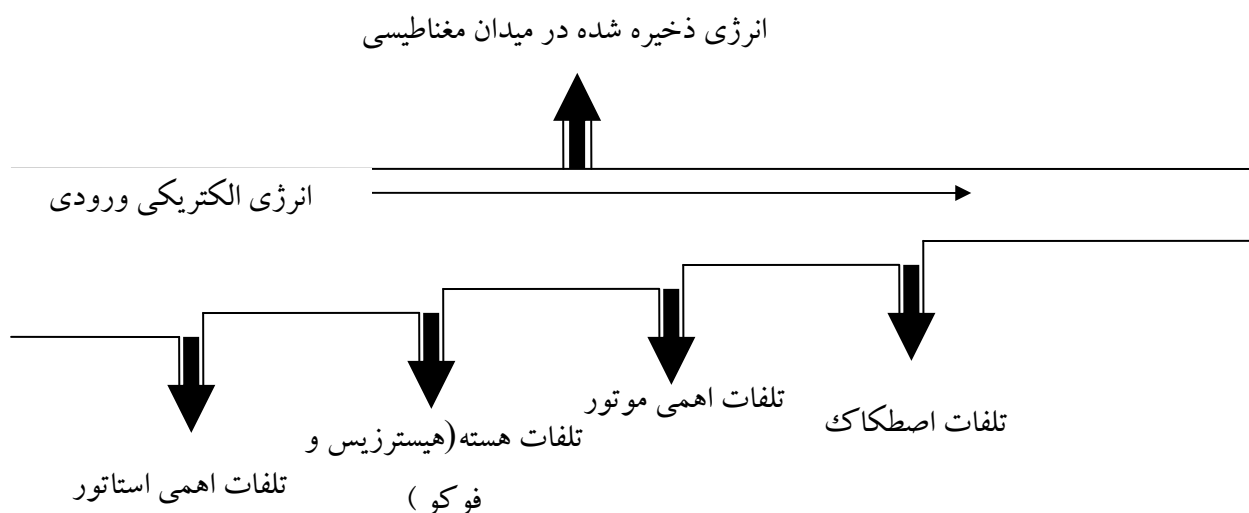 انرژی ذخیره شده در میدان مغناطیسی
انرژی الکتریکی ورودی
تلفات اصطکاك
تلفات اهمی موتور
تلفات هسته(هیسترزیس و
فوکو )
تلفات اهمی استاتور